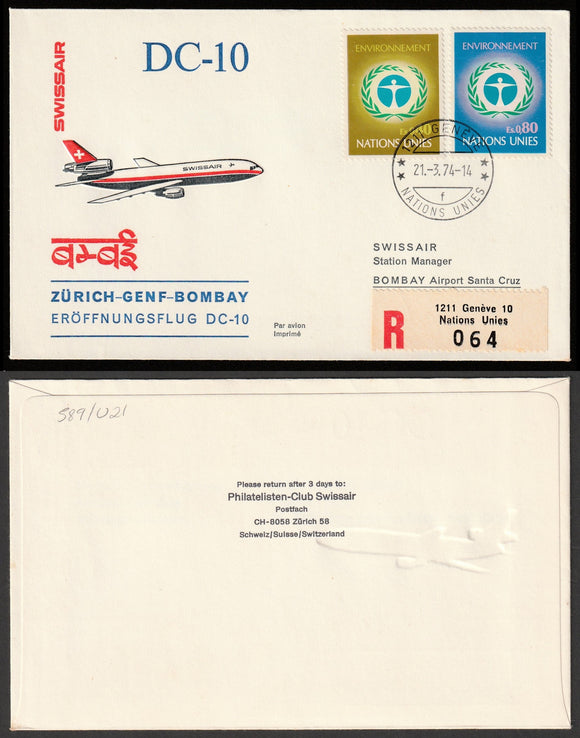 SWISSAIR
DC-10
ENVIRONNEMENT
NATIONS UNIES
ENVIRONNEMENT
Fs.0,80
NATIONS UNIES
21.-3.74-14
NATIONS UNIES
f
SWISSAIR
बम्बई
ZÜRICH–GENF–BOMBAY
ERÖFFNUNGSFLUG DC-10
Par avion
Imprimé
SWISSAIR
Station Manager
BOMBAY Airport Santa Cruz
R
1211 Genève 10
Nations Unies
064
589/U21
Please return after 3 days to:
Philatelisten-Club Swissair
Postfach
CH-8058 Zürich 58
Schweiz/Suisse/Switzerland